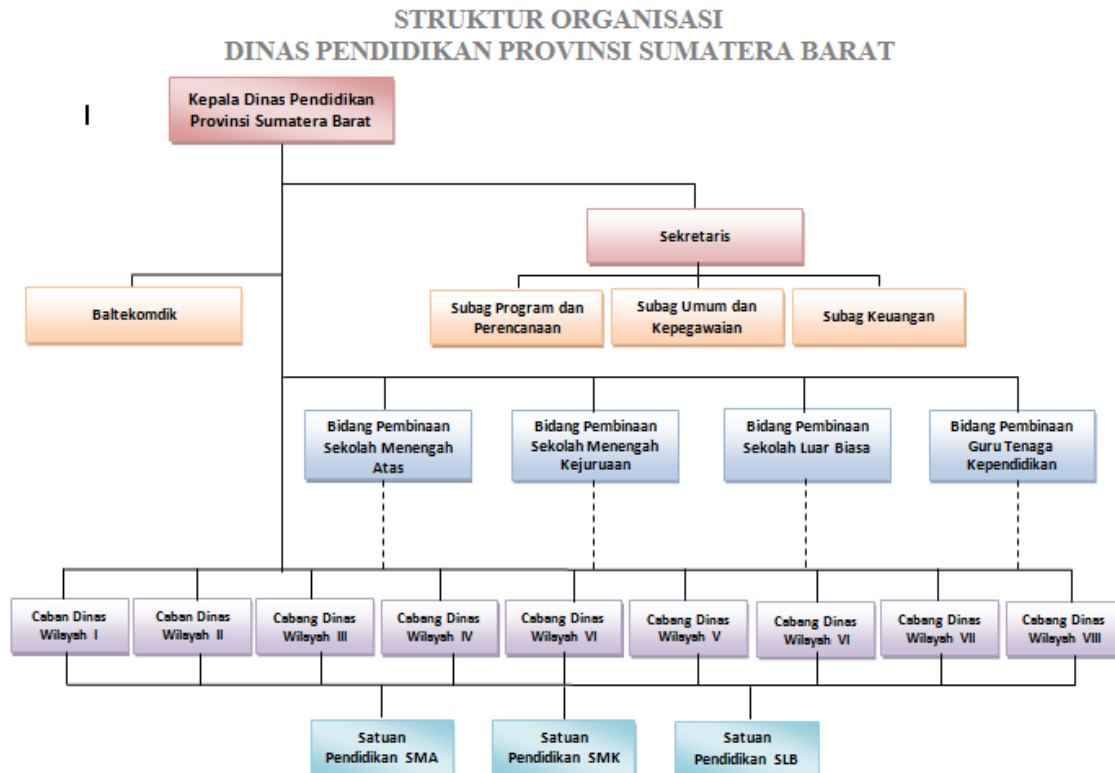 STRUKTUR ORGANISASI
DINAS PENDIDIKAN PROVINSI SUMATERA BARAT
Kepala Dinas Pendidikan
Provinsi Sumatera Barat
Sekretaris
Baltekomdik
Subag Program dan
Perencanaan
Subag Umum dan
Kepegawaian
Subag Keuangan
Bidang Pembinaan
Sekolah Menengah
Atas
Bidang Pembinaan
Sekolah Menengah
Kejuruaan
Bidang Pembinaan
Sekolah Luar Biasa
Bidang Pembinaan
Guru Tenaga
Kependidikan
Caban Dinas
Wilayah I
Caban Dinas
Wilayah II
Cabang Dinas
Wilayah III
Cabang Dinas
Wilayah IV
Cabang Dinas
Wilayah VI
Cabang Dinas
Wilayah V
Cabang Dinas
Wilayah VI
Cabang Dinas
Wilayah VII
Cabang Dinas
Wilayah VIII
Satuan
Pendidikan SMA
Satuan
Pendidikan SMK
Satuan
Pendidikan SLB